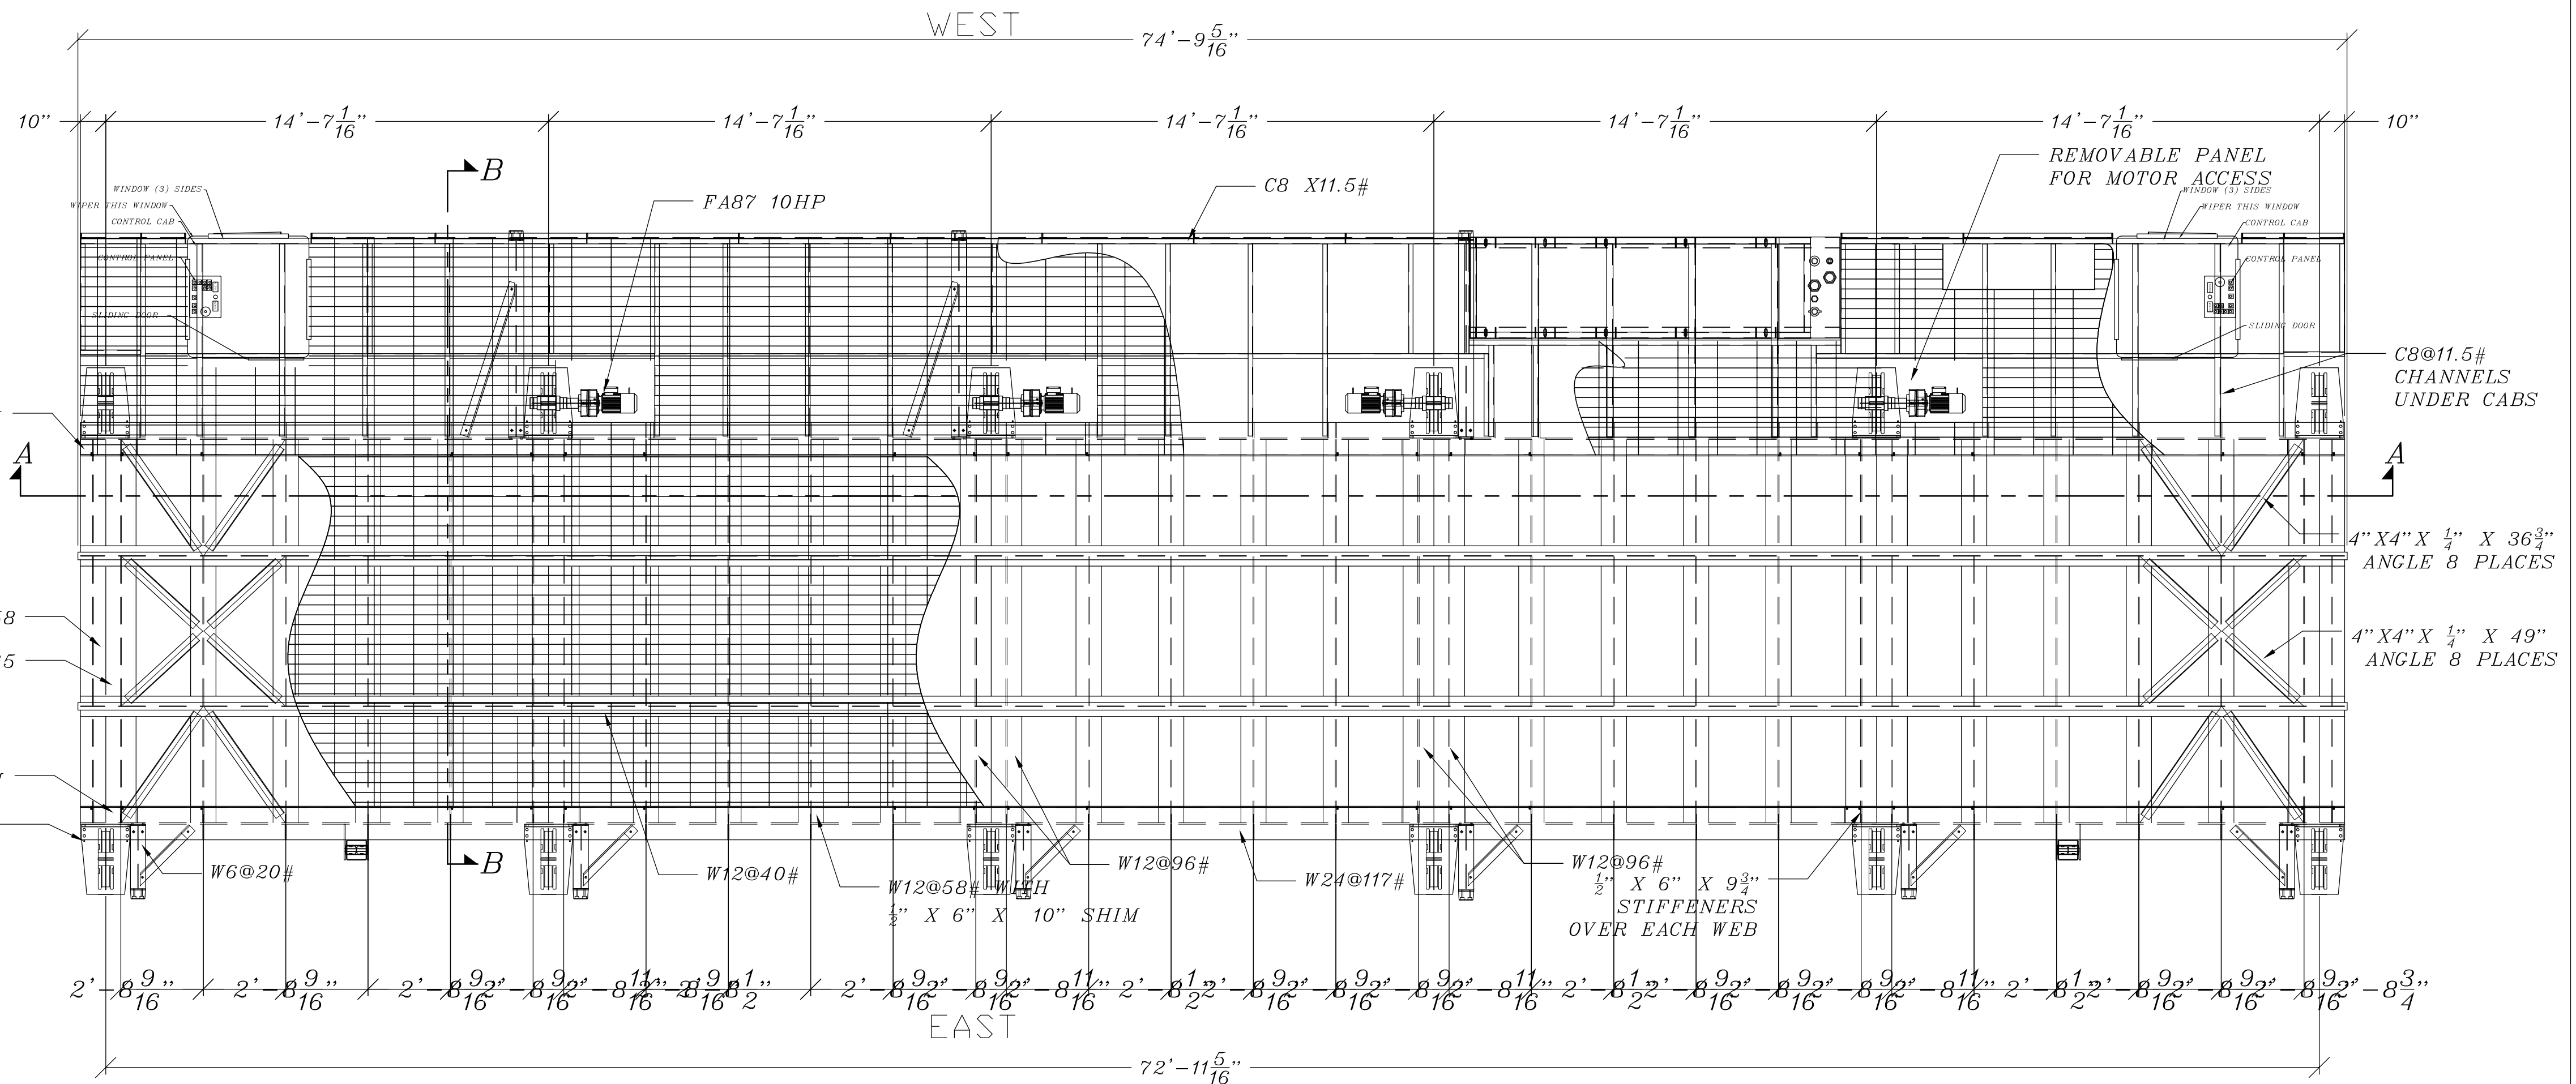 WEST
74'-9 5/16"
10"
14'-7 1/16"
14'-7 1/16"
14'-7 1/16"
14'-7 1/16"
14'-7 1/16"
10"
B
FA87 10HP
C8 X11.5#
REMOVABLE PANEL
FOR MOTOR ACCESS
WINDOW (3) SIDES
WIPER THIS WINDOW
CONTROL CAB
CONTROL PANEL
SLIDING DOOR
WINDOW (3) SIDES
WIPER THIS WINDOW
CONTROL CAB
CONTROL PANEL
SLIDING DOOR
C8@11.5#
CHANNELS
UNDER CABS
A
A
4"X4"X 1/4" X 36 3/4"
ANGLE 8 PLACES
4"X4"X 1/4" X 49"
ANGLE 8 PLACES
8
5
W6@20#
B
W12@40#
W12@58# WITH
1/2" X 6" X 10" SHIM
W12@96#
W24@117#
W12@96#
1/2" X 6" X 9 3/4"
STIFFENERS
OVER EACH WEB
2'-8 9/16"
2'-8 9/16"
2'-8 9/16"
EAST
72'-11 5/16"